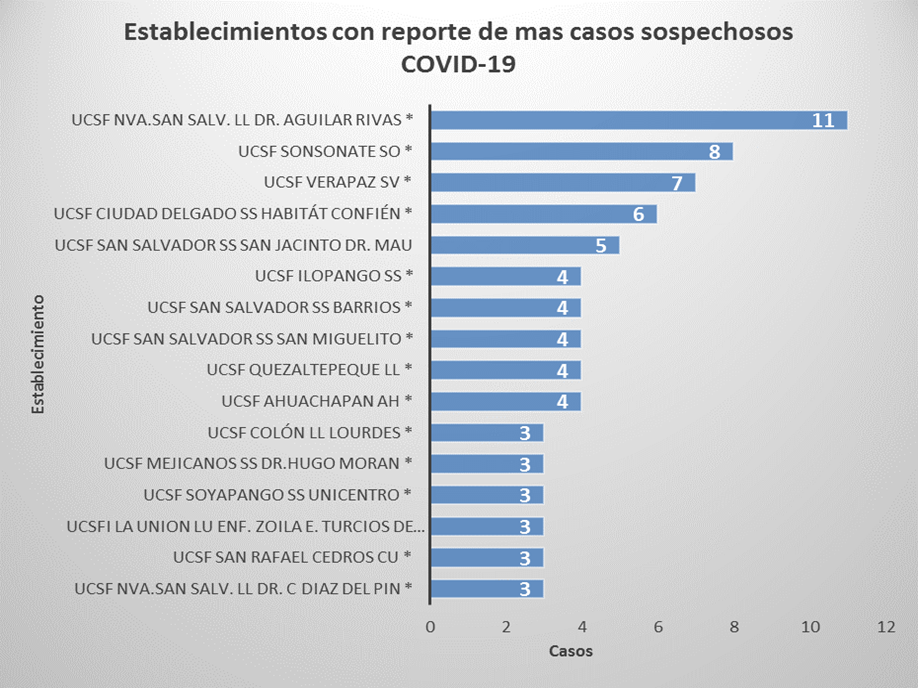 Establecimientos con reporte de mas casos sospechosos
COVID-19
Establecimiento
UCSF NVA.SAN SALV. LL DR. AGUILAR RIVAS * 11
UCSF SONSONATE SO * 8
UCSF VERAPAZ SV * 7
UCSF CIUDAD DELGADO SS HABITÁT CONFIÉN * 6
UCSF SAN SALVADOR SS SAN JACINTO DR. MAU 5
UCSF ILOPANGO SS * 4
UCSF SAN SALVADOR SS BARRIOS * 4
UCSF SAN SALVADOR SS SAN MIGUELITO * 4
UCSF QUEZALTEPEQUE LL * 4
UCSF AHUACHAPAN AH * 4
UCSF COLÓN LL LOURDES * 3
UCSF MEJICANOS SS DR.HUGO MORAN * 3
UCSF SOYAPANGO SS UNICENTRO * 3
UCSFI LA UNION LU ENF. ZOILA E. TURCIOS DE... 3
UCSF SAN RAFAEL CEDROS CU * 3
UCSF NVA.SAN SALV. LL DR. C DIAZ DEL PIN * 3
0 2 4 6 8 10 12
Casos